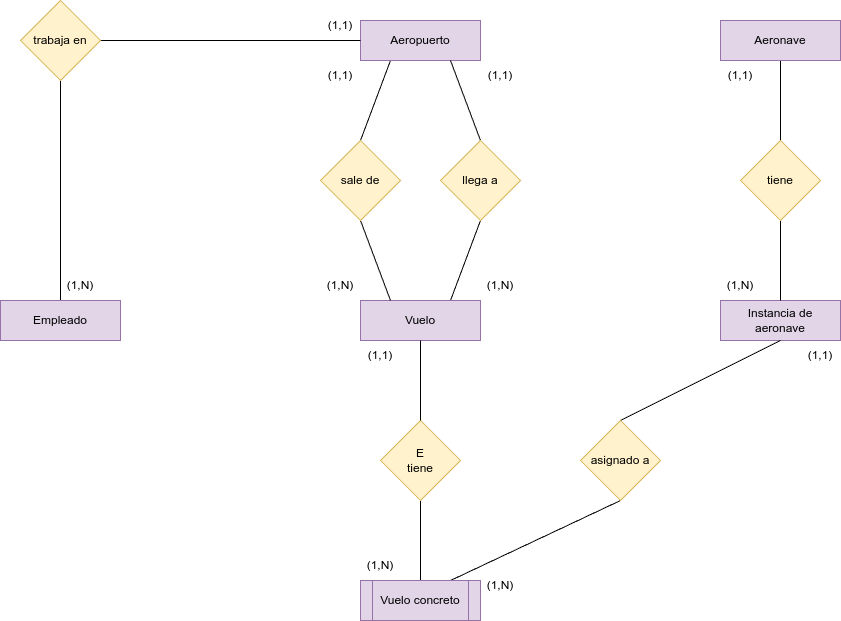 (1,1)
trabaja en
Aeropuerto
Aeronave
(1,1)
(1,1)
(1,1)
sale de
llega a
tiene
(1,N)
(1,N)
(1,N)
(1,N)
Empleado
Vuelo
Instancia de
aeronave
(1,1)
(1,1)
E
tiene
asignado a
(1,N)
(1,N)
Vuelo concreto